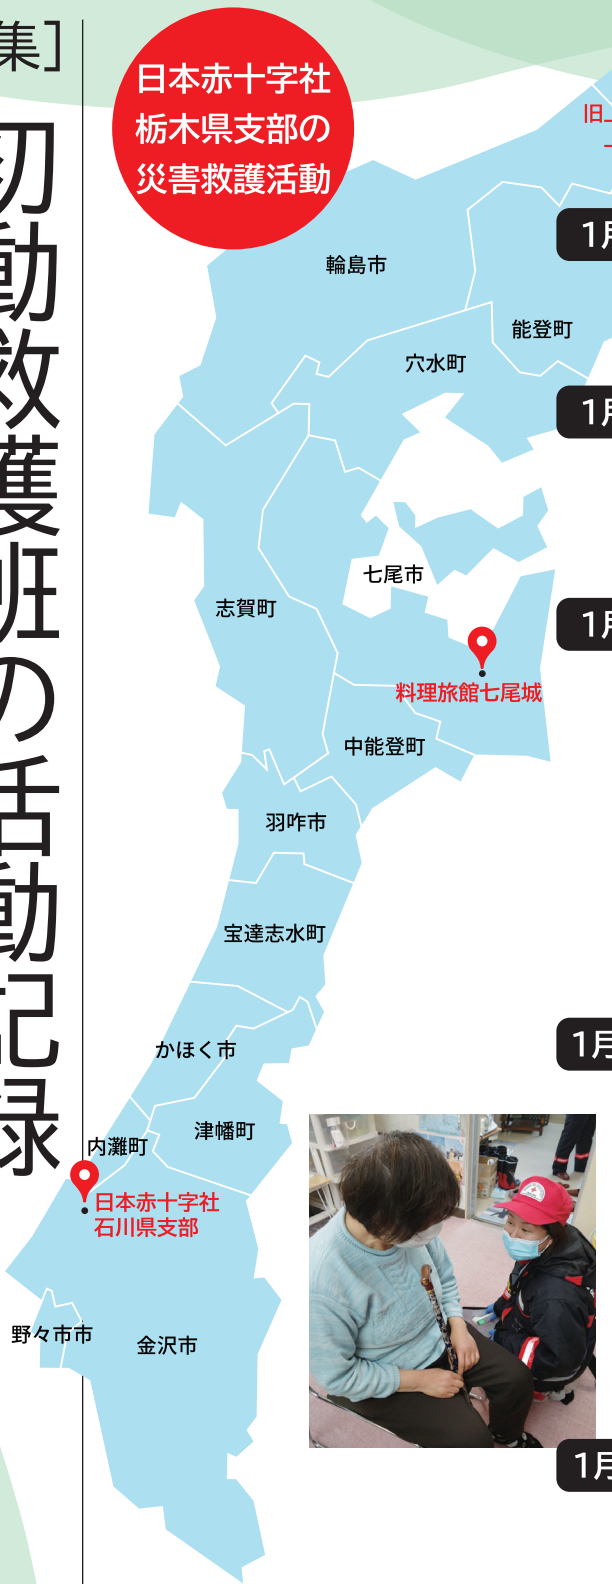 集]
初動救護班の活動記録
日本赤十字社
栃木県支部の
災害救護活動
旧上
輪島市
1月
能登町
穴水町
1月
七尾市
志賀町
1月
料理旅館七尾城
中能登町
羽咋市
宝達志水町
1月
かほく市
津幡町
内灘町
日本赤十字社
石川県支部
野々市市
金沢市
1月